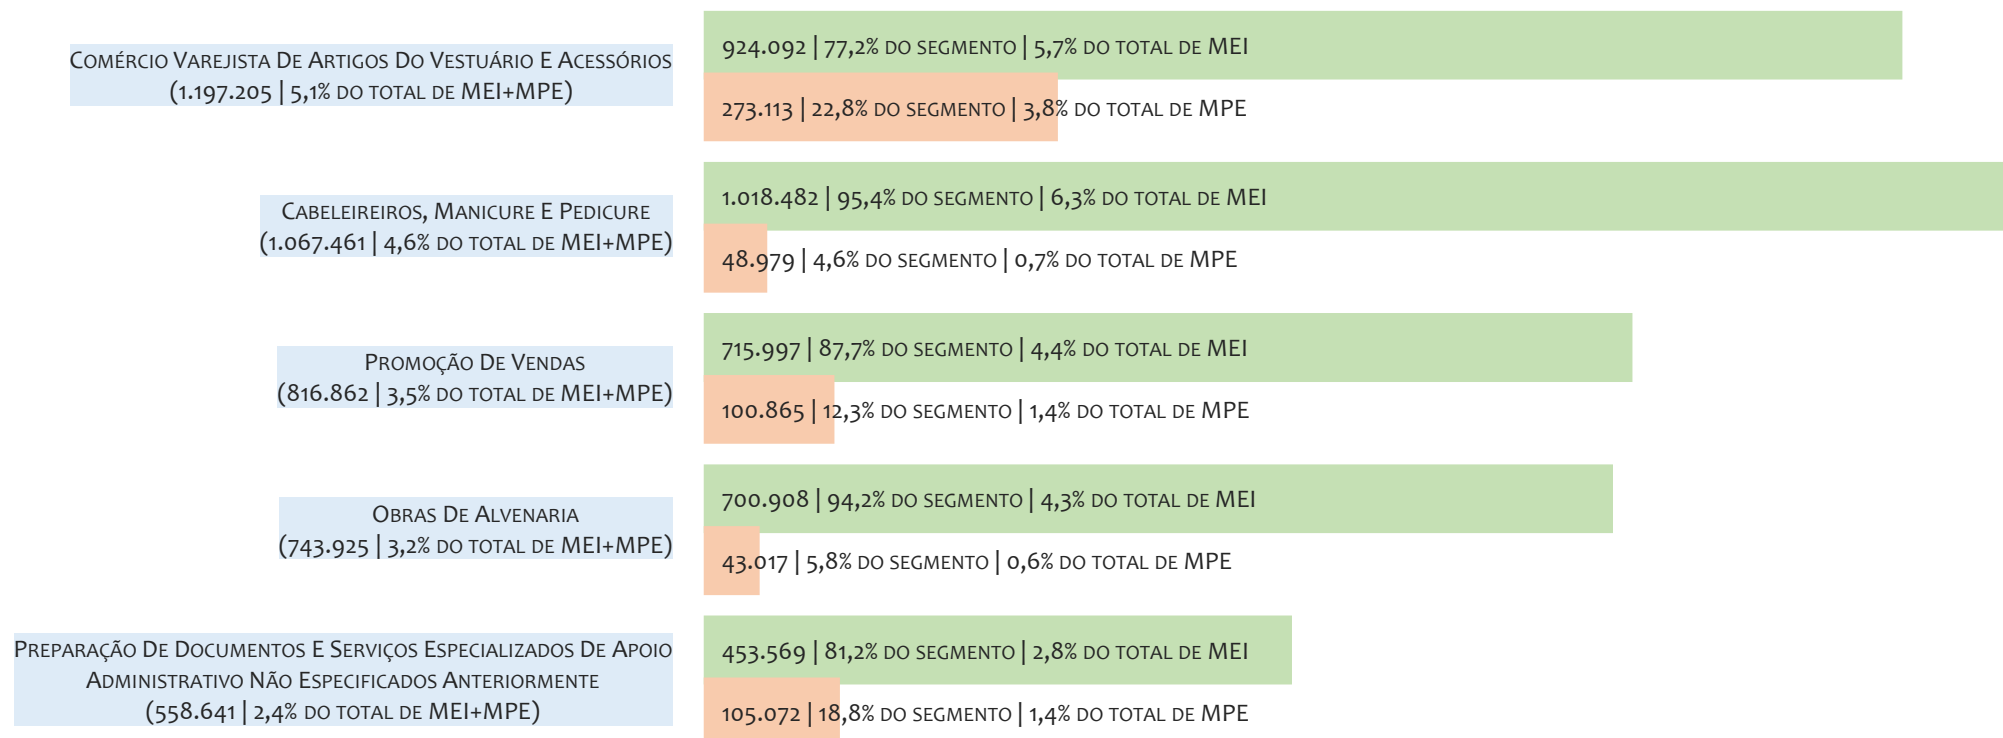 Comércio Varejista De Artigos Do Vestuário E Acessórios
(1.197.205 | 5,1% do total de MEI+MPE)
924.092 | 77,2% do segmento | 5,7% do total de MEI
273.113 | 22,8% do segmento | 3,8% do total de MPE
Cabeleireiros, Manicure E Pedicure
(1.067.461 | 4,6% do total de MEI+MPE)
1.018.482 | 95,4% do segmento | 6,3% do total de MEI
48.979 | 4,6% do segmento | 0,7% do total de MPE
Promoção De Vendas
(816.862 | 3,5% do total de MEI+MPE)
715.997 | 87,7% do segmento | 4,4% do total de MEI
100.865 | 12,3% do segmento | 1,4% do total de MPE
Obras De Alvenaria
(743.925 | 3,2% do total de MEI+MPE)
700.908 | 94,2% do segmento | 4,3% do total de MEI
43.017 | 5,8% do segmento | 0,6% do total de MPE
Preparação De Documentos E Serviços Especializados De Apoio
Administrativo Não Especificados Anteriormente
(558.641 | 2,4% do total de MEI+MPE)
453.569 | 81,2% do segmento | 2,8% do total de MEI
105.072 | 18,8% do segmento | 1,4% do total de MPE